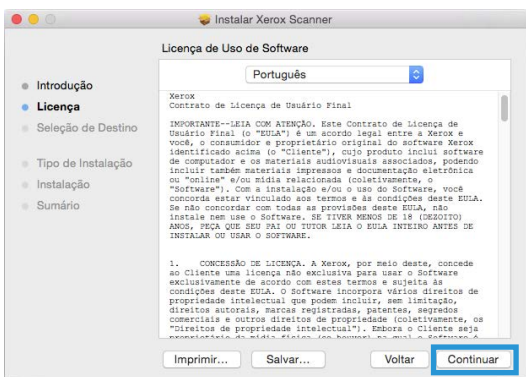 Instalar Xerox Scanner
Licença de Uso de Software
Português
Introdução
Licença
Seleção de Destino
Tipo de Instalação
Instalação
Sumário
Xerox
Contrato de Licença de Usuário Final
IMPORTANTE--LEIA COM ATENÇÃO. Este Contrato de Licença de
Usuário Final (o "EULA") é um acordo legal entre a Xerox e
você, o consumidor e proprietário original do software Xerox
identificado acima (o "Cliente"), cujo produto inclui software
de computador e os materiais audiovisuais associados, podendo
incluir também materiais impressos e documentação eletrônica
ou "online" e/ou mídia relacionada (coletivamente, o
"Software"). Com a instalação e/ou o uso do Software, você
concorda estar vinculado aos termos e às condições deste EULA.
Se não concordar com todas as provisões deste EULA, não
instale nem use o Software. SE TIVER MENOS DE 18 (DEZOITO)
ANOS, PEÇA QUE SEU PAI OU TUTOR LEIA O EULA INTEIRO ANTES DE
INSTALAR OU USAR O SOFTWARE.
1. CONCESSÃO DE LICENÇA. A Xerox, por meio deste, concede
ao Cliente uma licença não exclusiva para usar o Software
exclusivamente de acordo com estes termos e sujeita às
condições deste EULA. O Software incorpora vários direitos de
propriedade intelectual que podem incluir, sem limitação,
direitos autorais, marcas registradas, patentes, segredos
comerciais e outros direitos de propriedade (coletivamente, os
"Direitos de propriedade intelectual"). Embora o Cliente seja
proprietário da mídia física (se houver) na qual o Software é
Imprimir...
Salvar...
Voltar
Continuar